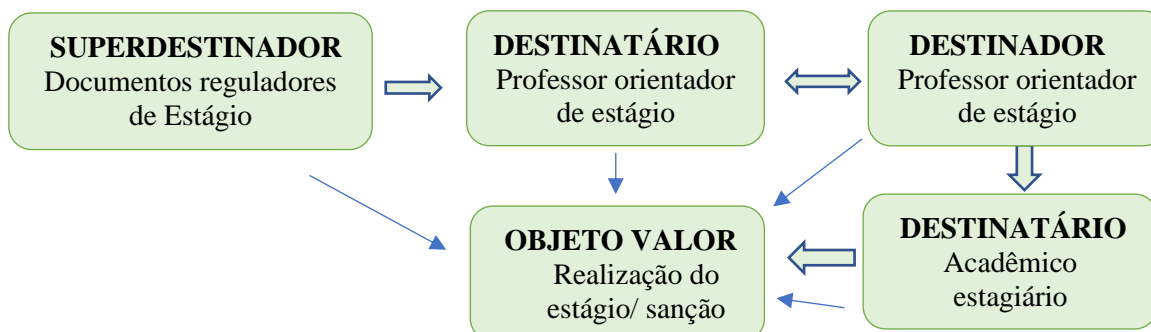 SUPERDESTINADOR
Documentos reguladores
de Estágio
DESTINATÁRIO
Professor orientador
de estágio
DESTINADOR
Professor orientador
de estágio
OBJETO VALOR
Realização do
estágio/ sanção
DESTINATÁRIO
Acadêmico
estagiário